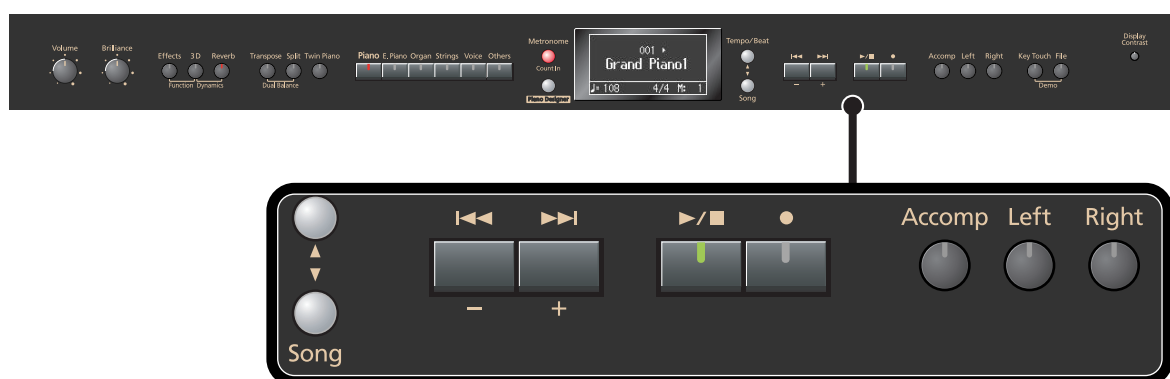 Volume Brilliance
Effects 3D Reverb
Function Dynamics
Transpose Split Twin Piano
Dual Balance
Piano E.Piano Organ Strings Voice Others
Metronome
Count In
Piano Designer
001 ▸
Grand Piano1
♩= 108 4/4 M: 1
Tempo/Beat
▲
▼
Song
|◀◀ ▶▶|
− +
▶/■ ●
Accomp Left Right
Key Touch File
Demo
Display
Contrast
|◀◀ ▶▶| ▶/■ ●
Accomp Left Right
▲
▼
− +
Song